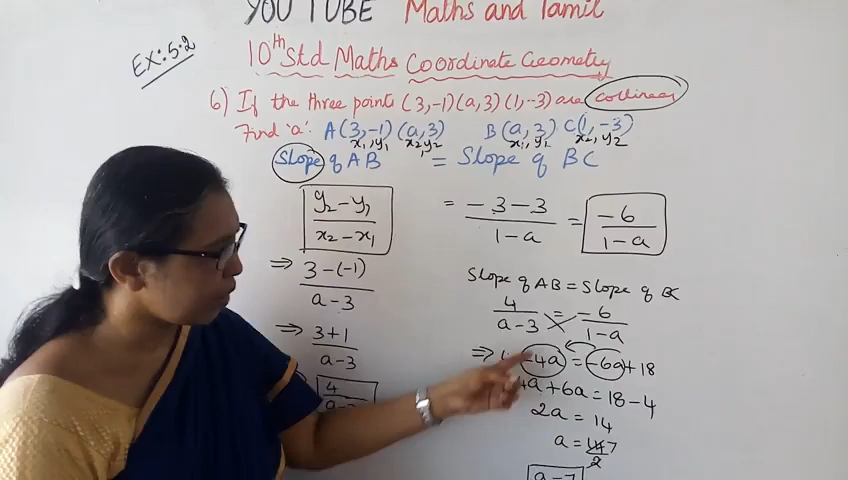 YOU TUBE Maths and Tamil
EX:5.2
10th Std Maths Coordinate Geometry
6) If the three point (3,-1) (a,3) (1,-3) are collinear
Find 'a'. A(3,-1) (a,3) B(a,3) C(1,-3)
x1,y1 x2,y2 x1,y1 x2,y2
Slope of AB = Slope of BC
y2-y1 / x2-x1
= -3-3 / 1-a = -6 / 1-a
⇒ 3-(-1) / a-3
Slope of AB = Slope of BC
4 / a-3 = -6 / 1-a
⇒ 3+1 / a-3
⇒ -4a = -6a+18
4 / a-3
4a+6a = 18-4
2a = 14
a = 14 7 / 2
a=7